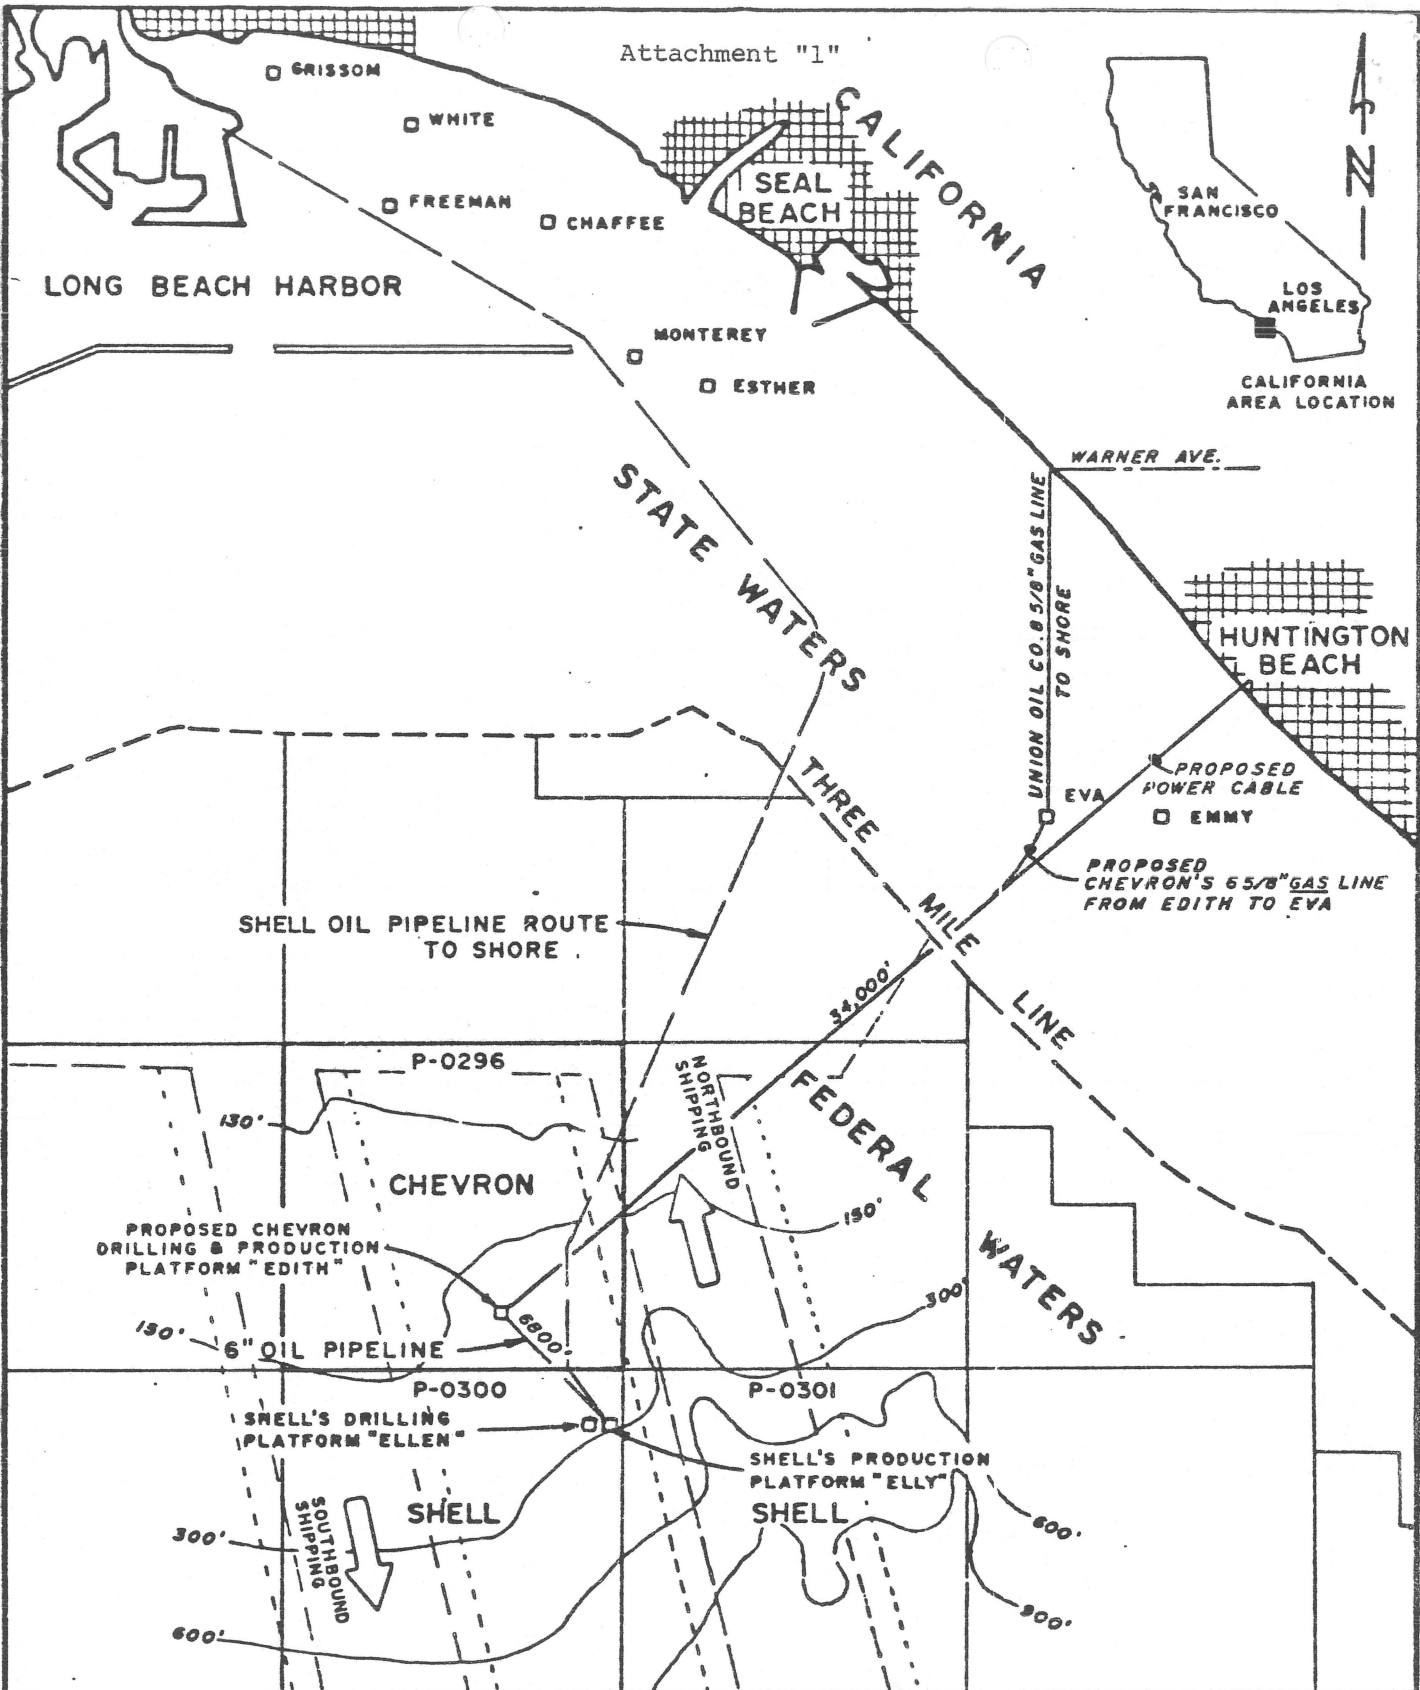 Attachment "1"
GRISSOM
WHITE
FREEMAN
CHAFFEE
SEAL
BEACH
CALIFORNIA
N
SAN
FRANCISCO
LOS
ANGELES
CALIFORNIA
AREA LOCATION
LONG BEACH HARBOR
MONTEREY
ESTHER
WARNER AVE.
STATE WATERS
UNION OIL CO. 8 5/8" GAS LINE
TO SHORE
HUNTINGTON
BEACH
PROPOSED
POWER CABLE
EVA
EMMY
PROPOSED
CHEVRON'S 6 5/8" GAS LINE
FROM EDITH TO EVA
THREE
MILE
LINE
SHELL OIL PIPELINE ROUTE
TO SHORE
34,000'
P-0296
NORTHBOUND
SHIPPING
FEDERAL
WATERS
130'
CHEVRON
150'
PROPOSED CHEVRON
DRILLING & PRODUCTION
PLATFORM "EDITH"
300'
150'
6" OIL PIPELINE
6800'
P-0300
P-0301
SHELL'S DRILLING
PLATFORM "ELLEN"
SHELL'S PRODUCTION
PLATFORM "ELLY"
SHELL
SHELL
SOUTHBOUND
SHIPPING
300'
600'
600'
900'